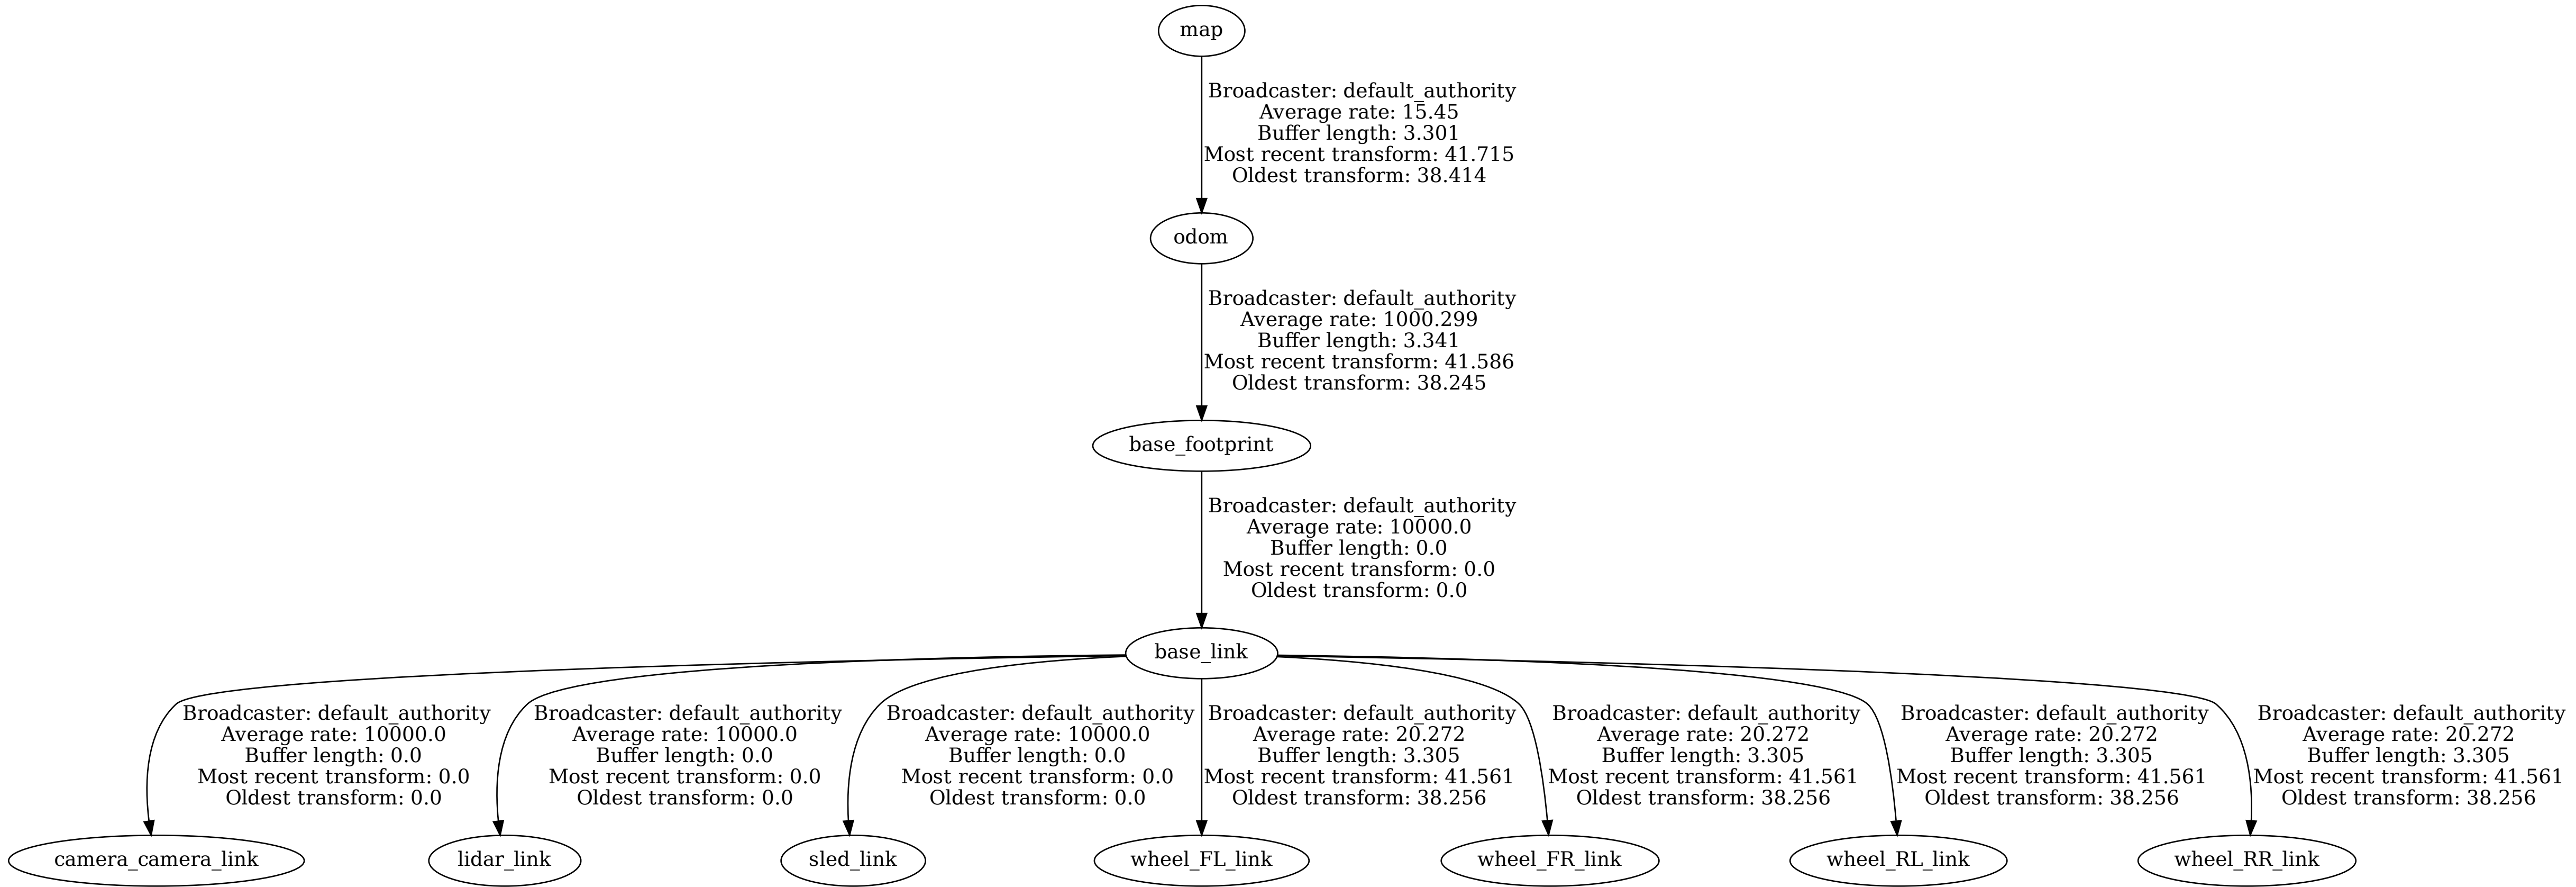 map
Broadcaster: default_authority
Average rate: 15.45
Buffer length: 3.301
Most recent transform: 41.715
Oldest transform: 38.414
odom
Broadcaster: default_authority
Average rate: 1000.299
Buffer length: 3.341
Most recent transform: 41.586
Oldest transform: 38.245
base_footprint
Broadcaster: default_authority
Average rate: 10000.0
Buffer length: 0.0
Most recent transform: 0.0
Oldest transform: 0.0
base_link
Broadcaster: default_authority
Average rate: 10000.0
Buffer length: 0.0
Most recent transform: 0.0
Oldest transform: 0.0
Broadcaster: default_authority
Average rate: 10000.0
Buffer length: 0.0
Most recent transform: 0.0
Oldest transform: 0.0
Broadcaster: default_authority
Average rate: 10000.0
Buffer length: 0.0
Most recent transform: 0.0
Oldest transform: 0.0
Broadcaster: default_authority
Average rate: 20.272
Buffer length: 3.305
Most recent transform: 41.561
Oldest transform: 38.256
Broadcaster: default_authority
Average rate: 20.272
Buffer length: 3.305
Most recent transform: 41.561
Oldest transform: 38.256
Broadcaster: default_authority
Average rate: 20.272
Buffer length: 3.305
Most recent transform: 41.561
Oldest transform: 38.256
Broadcaster: default_authority
Average rate: 20.272
Buffer length: 3.305
Most recent transform: 41.561
Oldest transform: 38.256
camera_camera_link
lidar_link
sled_link
wheel_FL_link
wheel_FR_link
wheel_RL_link
wheel_RR_link